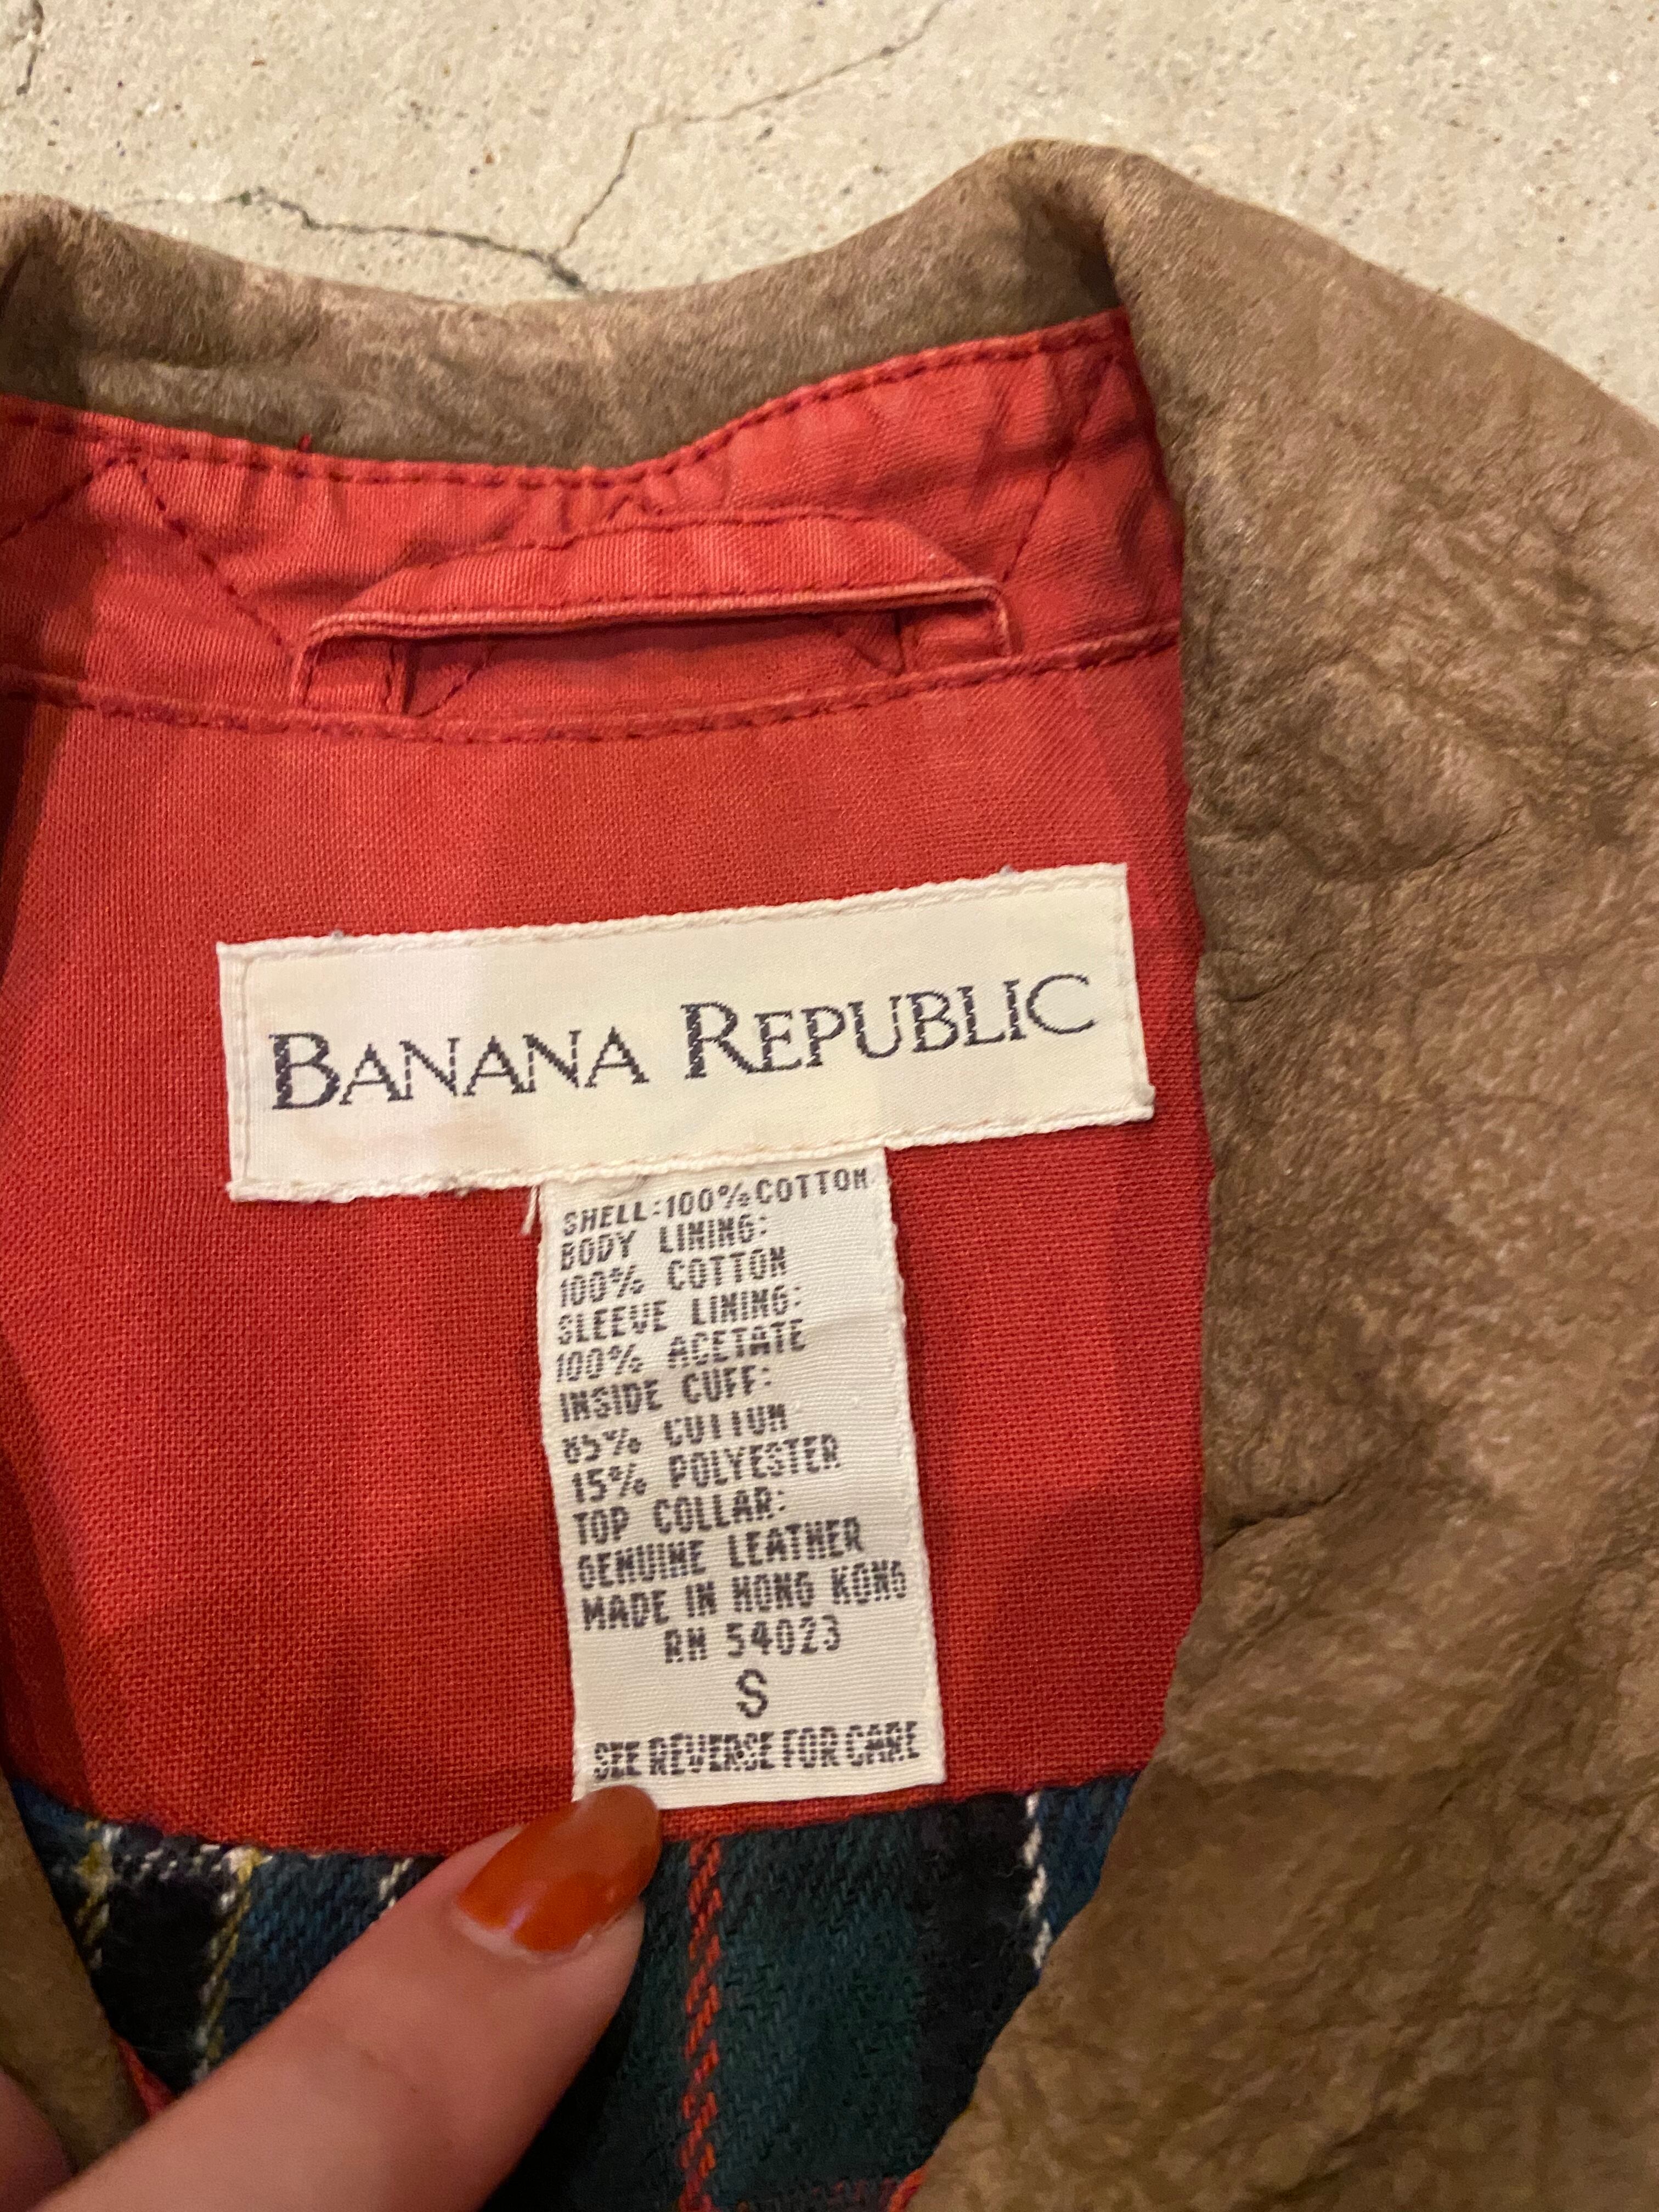 BANANA REPUBLIC
SHELL:100%COTTON
BODY LINING:
100% COTTON
SLEEVE LINING:
100% ACETATE
INSIDE CUFF:
85% COTTON
15% POLYESTER
TOP COLLAR:
GENUINE LEATHER
MADE IN HONG KONG
RN 54023
S
SEE REVERSE FOR CARE